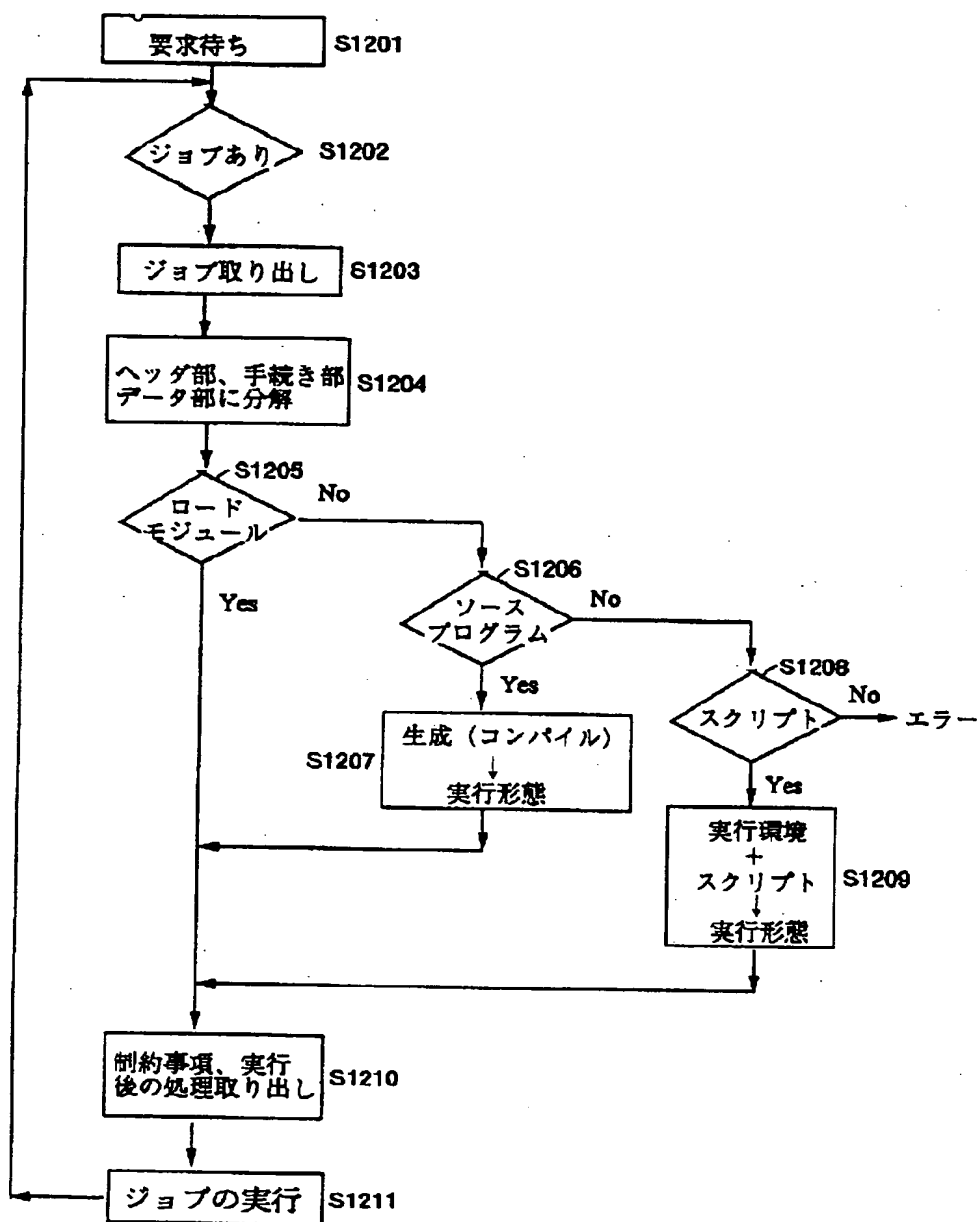 要求待ち S1201
ジョブあり S1202
ジョブ取り出し S1203
ヘッダ部、手続き部
データ部に分解
S1204
S1205
ロード
モジュール
No
Yes
S1206
ソース
プログラム
No
Yes
S1207
生成（コンパイル）
↓
実行形態
S1208
スクリプト
No
エラー
Yes
実行環境
+
スクリプト
↓
実行形態
S1209
制約事項、実行
後の処理取り出し
S1210
ジョブの実行 S1211